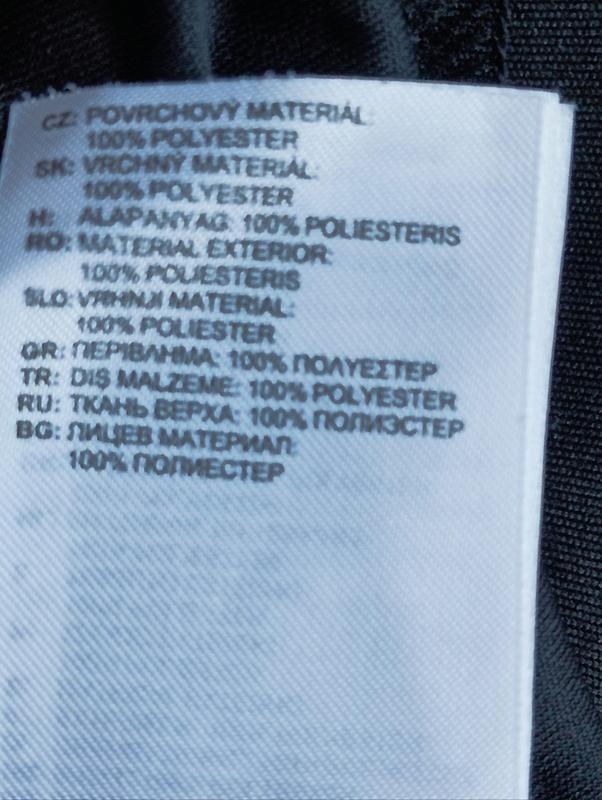 CZ: POVRCHOVÝ MATERIÁL:
100% POLYESTER
SK: VRCHNÝ MATERIÁL:
100% POLYESTER
H: ALAPANYAG: 100% POLIESTERIS
RO: MATERIAL EXTERIOR:
100% POLIESTERIS
SLO: VRHNJI MATERIAL:
100% POLIESTER
GR: ΠΕΡΙΒΛΗΜΑ: 100% ΠΟΛΥΕΣΤΕΡ
TR: DIŞ MALZEME: 100% POLYESTER
RU: ТКАНЬ ВЕРХА: 100% ПОЛИЭСТЕР
BG: ЛИЦЕВ МАТЕРИАЛ:
100% ПОЛИЕСТЕР